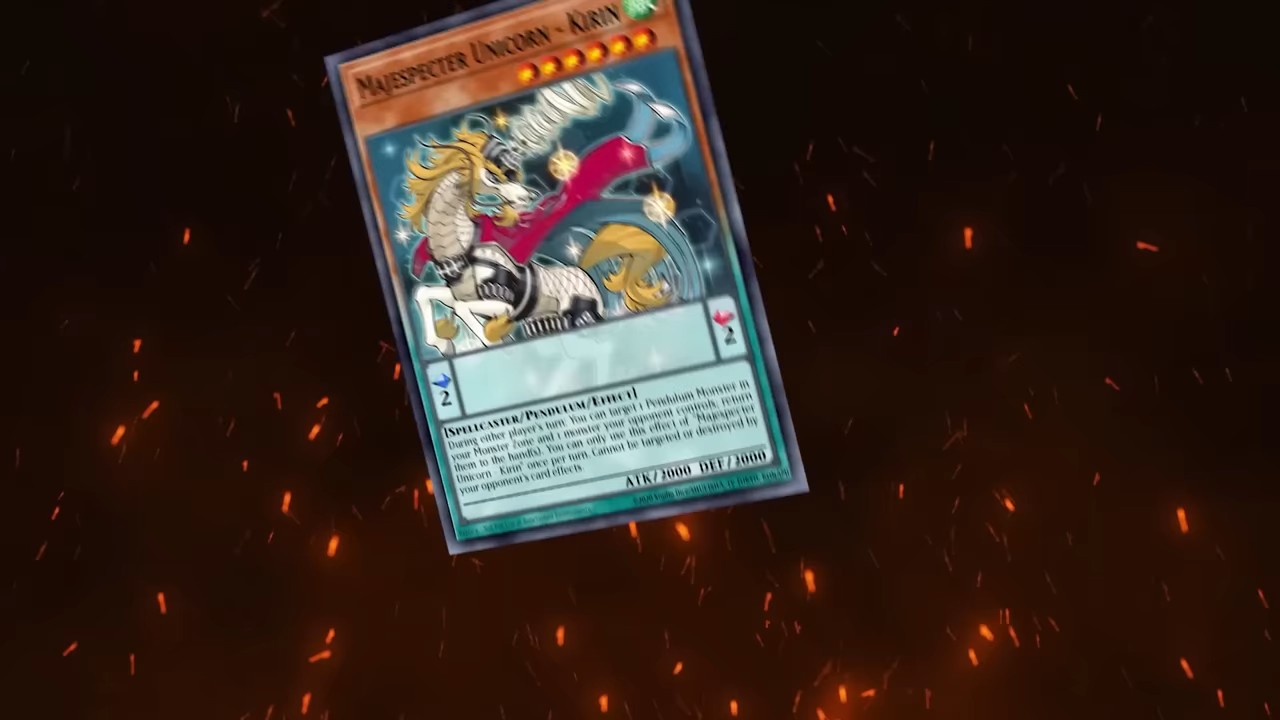 Majespecter Unicorn - Kirin
2
2
[Spellcaster/Pendulum/Effect]
During either player's turn: You can target 1 Pendulum Monster in
your Monster Zone and 1 monster your opponent controls; return
them to the hand(s). You can only use this effect of "Majespecter
Unicorn - Kirin" once per turn. Cannot be targeted or destroyed by
your opponent's card effects.
ATK/2000 DEF/2000